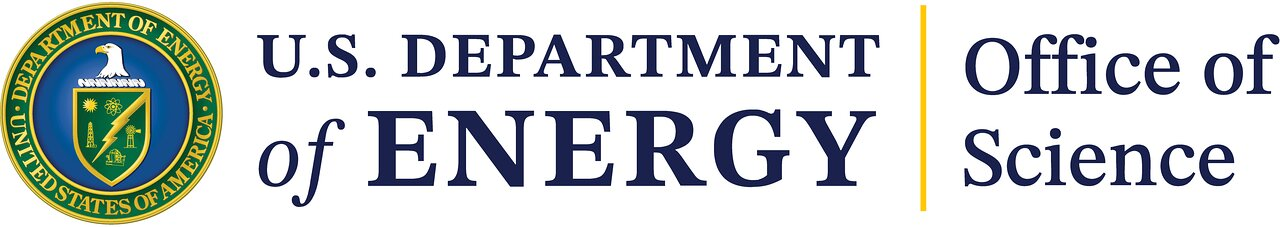 DEPARTMENT OF ENERGY
UNITED STATES OF AMERICA
U.S. DEPARTMENT
of ENERGY
Office of
Science